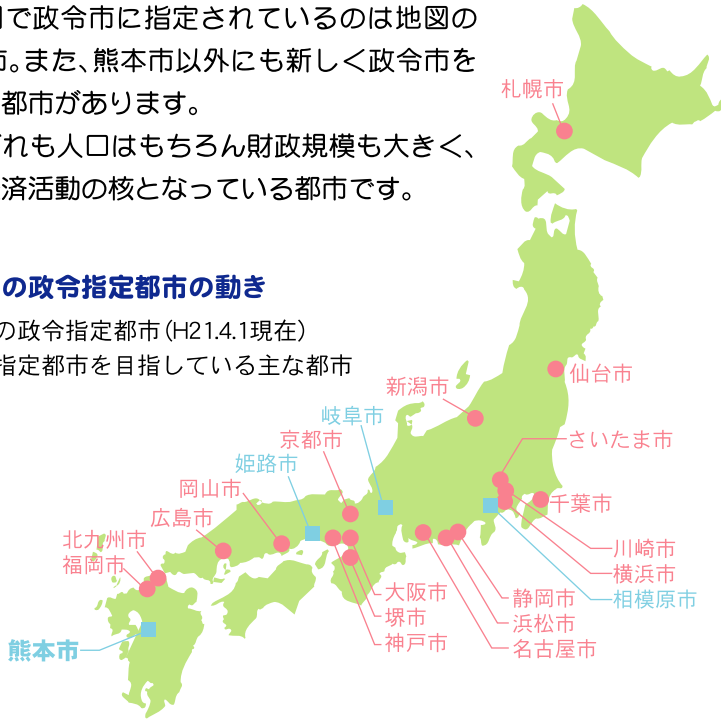 で政令市に指定されているのは地図の
市。また、熊本市以外にも新しく政令市を
都市があります。
れも人口はもちろん財政規模も大きく、
済活動の核となっている都市です。
の政令指定都市の動き
の政令指定都市（H21.4.1現在）
指定都市を目指している主な都市
札幌市
仙台市
新潟市
岐阜市
京都市
さいたま市
姫路市
岡山市
千葉市
広島市
北九州市
川崎市
福岡市
横浜市
大阪市
静岡市
相模原市
堺市
浜松市
神戸市
名古屋市
熊本市